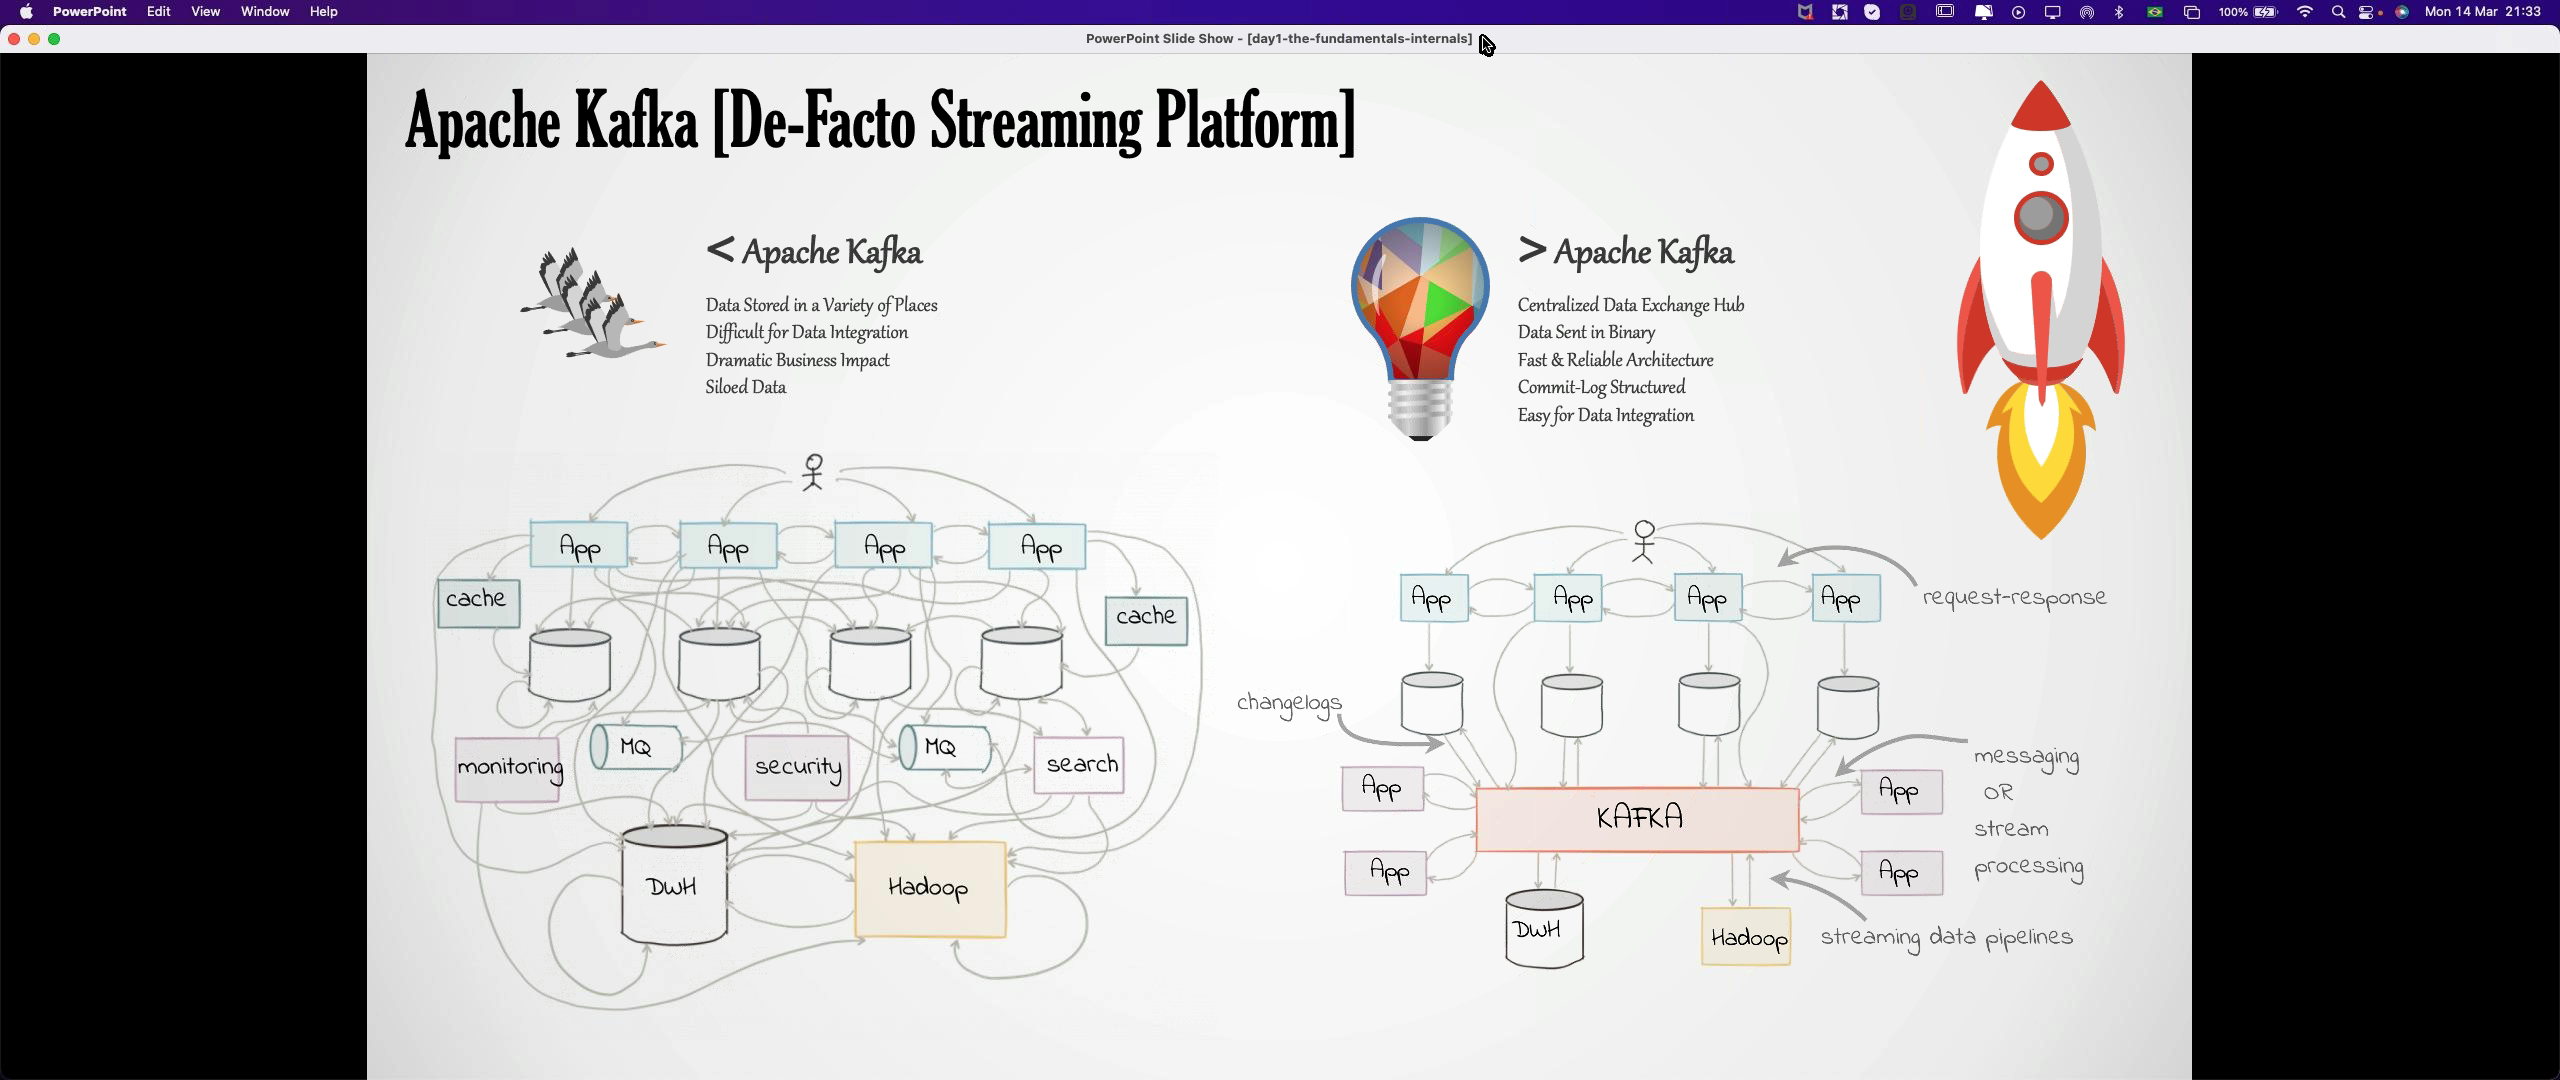 PowerPoint Edit View Window Help
100% Mon 14 Mar 21:33
PowerPoint Slide Show - [day1-the-fundamentals-internals]
Apache Kafka [De-Facto Streaming Platform]
< Apache Kafka
Data Stored in a Variety of Places
Difficult for Data Integration
Dramatic Business Impact
Siloed Data
> Apache Kafka
Centralized Data Exchange Hub
Data Sent in Binary
Fast & Reliable Architecture
Commit-Log Structured
Easy for Data Integration
App App App App
cache
cache
monitoring
MQ
security
MQ
search
DWH
Hadoop
App App App App
request-response
changelogs
App
App
KAFKA
App
App
messaging
OR
stream
processing
DWH
Hadoop
streaming data pipelines